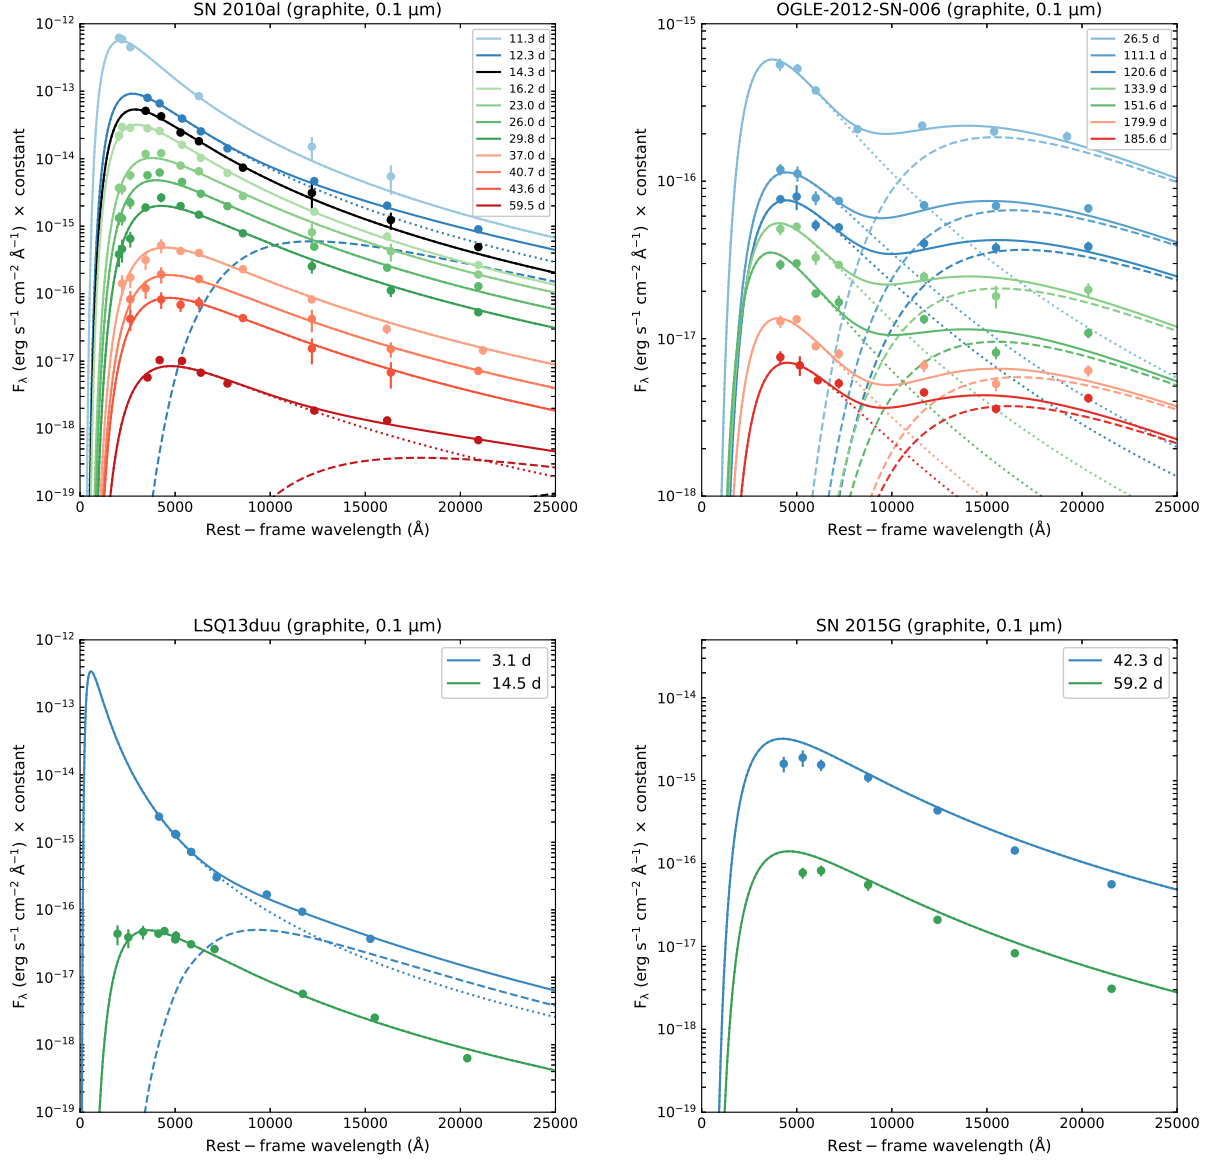 SN 2010al (graphite, 0.1 μm)
10⁻¹²
10⁻¹³
10⁻¹⁴
10⁻¹⁵
10⁻¹⁶
10⁻¹⁷
10⁻¹⁸
10⁻¹⁹
F_λ (erg s⁻¹ cm⁻² Å⁻¹) × constant
11.3 d
12.3 d
14.3 d
16.2 d
23.0 d
26.0 d
29.8 d
37.0 d
40.7 d
43.6 d
59.5 d
0 5000 10000 15000 20000 25000
Rest − frame wavelength (Å)
OGLE-2012-SN-006 (graphite, 0.1 μm)
10⁻¹⁵
10⁻¹⁶
10⁻¹⁷
10⁻¹⁸
F_λ (erg s⁻¹ cm⁻² Å⁻¹) × constant
26.5 d
111.1 d
120.6 d
133.9 d
151.6 d
179.9 d
185.6 d
0 5000 10000 15000 20000 25000
Rest − frame wavelength (Å)
LSQ13duu (graphite, 0.1 μm)
10⁻¹²
10⁻¹³
10⁻¹⁴
10⁻¹⁵
10⁻¹⁶
10⁻¹⁷
10⁻¹⁸
10⁻¹⁹
F_λ (erg s⁻¹ cm⁻² Å⁻¹) × constant
3.1 d
14.5 d
0 5000 10000 15000 20000 25000
Rest − frame wavelength (Å)
SN 2015G (graphite, 0.1 μm)
10⁻¹⁴
10⁻¹⁵
10⁻¹⁶
10⁻¹⁷
10⁻¹⁸
10⁻¹⁹
F_λ (erg s⁻¹ cm⁻² Å⁻¹) × constant
42.3 d
59.2 d
0 5000 10000 15000 20000 25000
Rest − frame wavelength (Å)